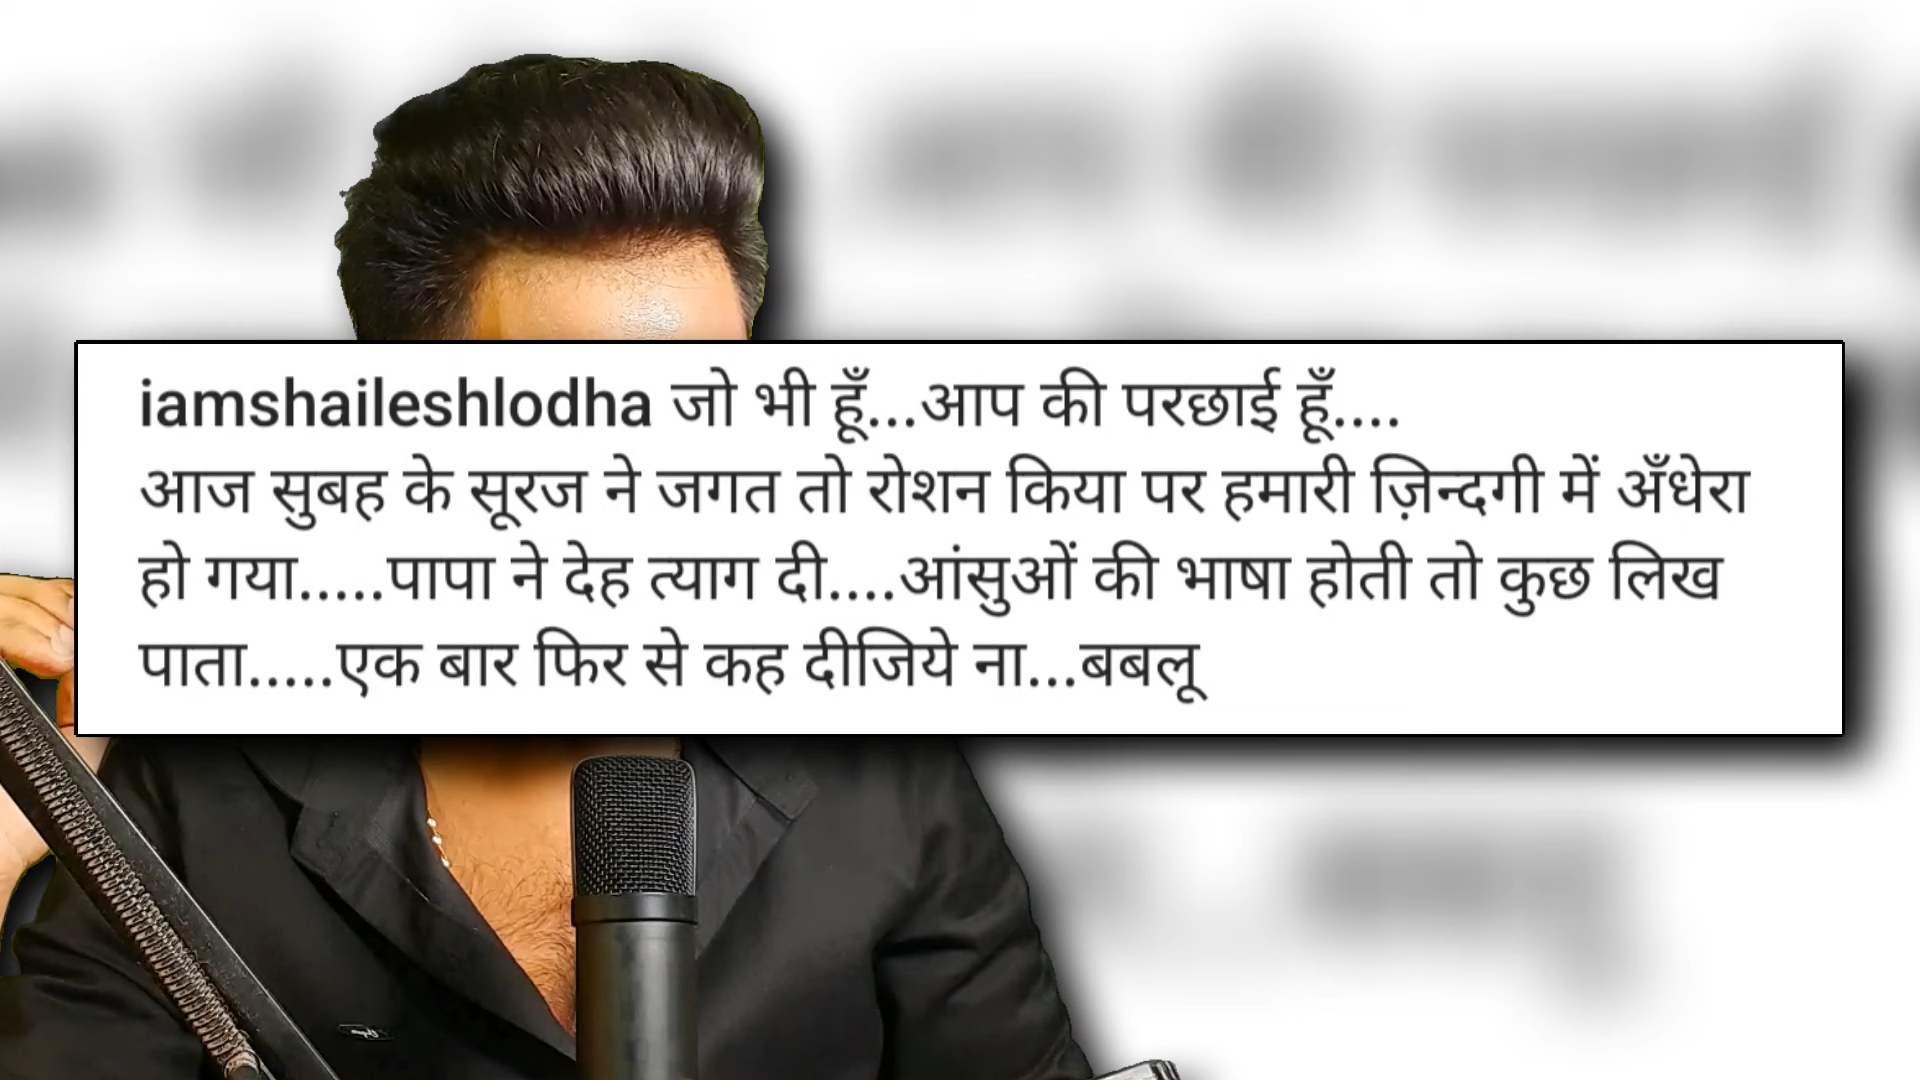 iamshaileshlodha जो भी हूँ...आप की परछाई हूँ....
आज सुबह के सूरज ने जगत तो रोशन किया पर हमारी ज़िन्दगी में अँधेरा
हो गया.....पापा ने देह त्याग दी....आंसुओं की भाषा होती तो कुछ लिख
पाता.....एक बार फिर से कह दीजिये ना...बबलू